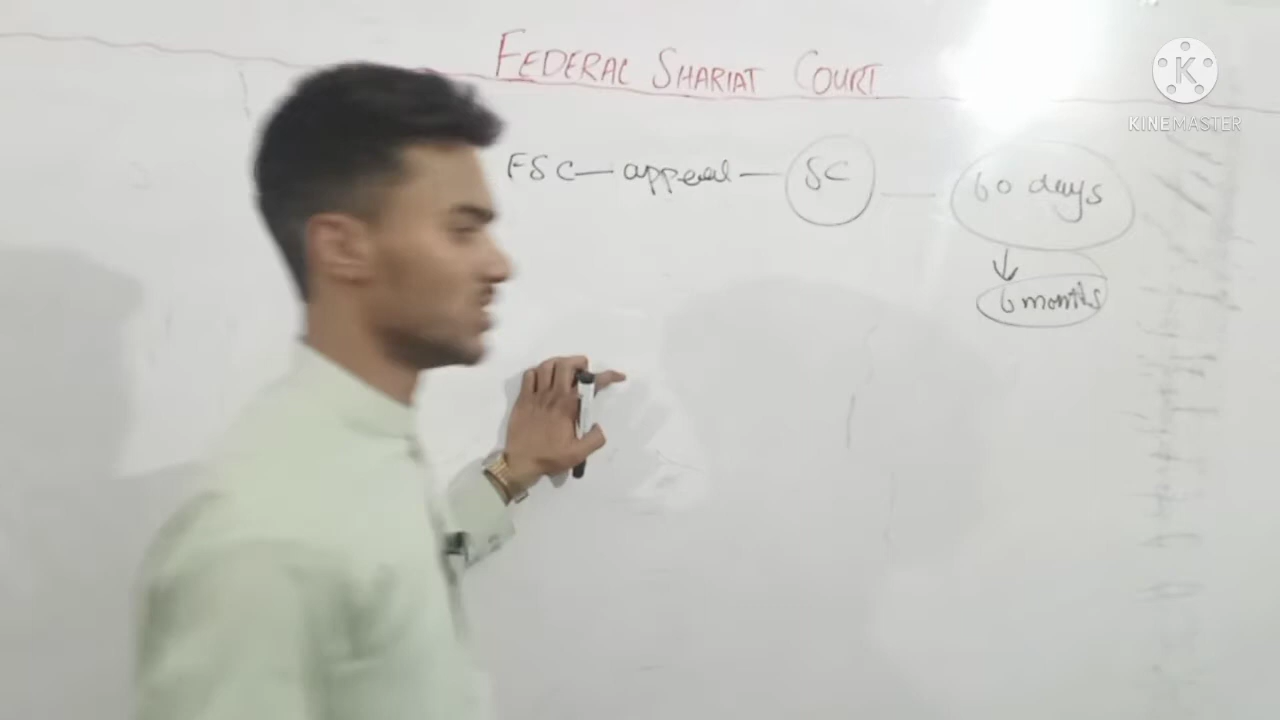 FEDERAL SHARIAT COURT
FSC — appeal — SC — 60 days
↓
6 months
KINEMASTER